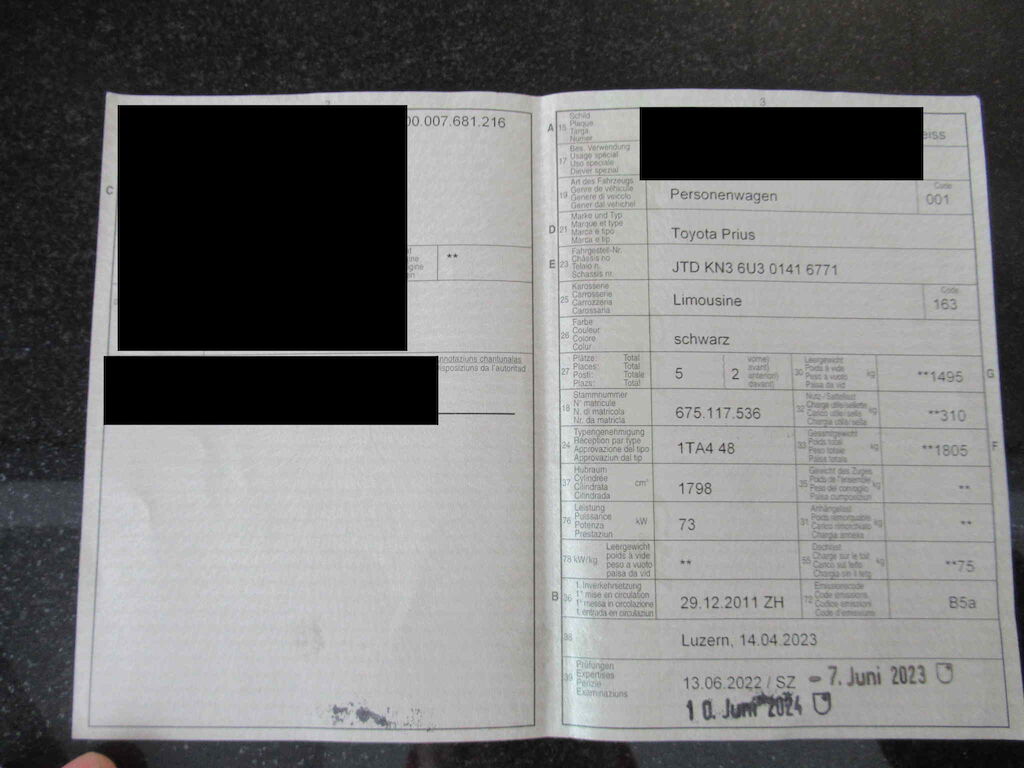 3
00.007.681.216
C
**
annotaziuns chantunalas
disposiziuns da l'autoritad
3
A 15 Schild
Plaque
Targa
Numer
eiss
17 Bes. Verwendung
Usage spécial
Uso speciale
Diever spezial
19 Art des Fahrzeugs
Genre de véhicule
Genere di veicolo
Gener dal vehichel
Personenwagen
Code
001
D 21 Marke und Typ
Marque et type
Marca e tipo
Marca e tip
Toyota Prius
E 23 Fahrgestell-Nr.
Châssis no
Telaio n.
Schassis nr.
JTD KN3 6U3 0141 6771
25 Karosserie
Carrosserie
Carrozzeria
Carossaria
Limousine
Code
163
26 Farbe
Couleur
Colore
Colur
schwarz
27 Plätze: Total
Places: Total
Posti: Totale
Plazs: Total
5 ( 2 vorne)
avant)
anteriori)
davant)
30 Leergewicht
Poids à vide
Peso a vuoto
Paisa da vid
kg
**1495
G
18 Stammnummer
N° matricule
N. di matricola
Nr. da matricla
675.117.536
32 Nutz-/Sattellast
Charge utile/sellette
Carico utile/sella
Chargia utila/sella
kg
**310
24 Typengenehmigung
Réception par type
Approvazione del tipo
Approvaziun dal tip
1TA4 48
33 Gesamtgewicht
Poids total
Peso totale
Paisa totala
kg
**1805
F
37 Hubraum
Cylindrée
Cilindrata
Cilindrada
cm³
1798
35 Gewicht des Zuges
Poids de l'ensemble
Peso del convoglio
Paisa cumposiziun
kg
**
76 Leistung
Puissance
Potenza
Prestaziun
kW
73
31 Anhängelast
Poids remorquable
Carico rimorchiato
Chargia annexa
kg
**
78 kW/kg Leergewicht
poids à vide
peso a vuoto
paisa da vid
**
55 Dachlast
Charge sur le toit
Carico sul tetto
Chargia sin il tetg
kg
**75
B 36 1. Inverkehrsetzung
1re mise en circulation
1a messa in circolazione
1. entrada en circulaziun
29.12.2011 ZH
72 Emissionscode
Code émissions
Codice emissioni
Code d'emissiuns
B5a
38
Luzern, 14.04.2023
39 Prüfungen
Expertises
Perizie
Examinaziuns
13.06.2022 / SZ - 7. Juni 2023
10. Juni 2024